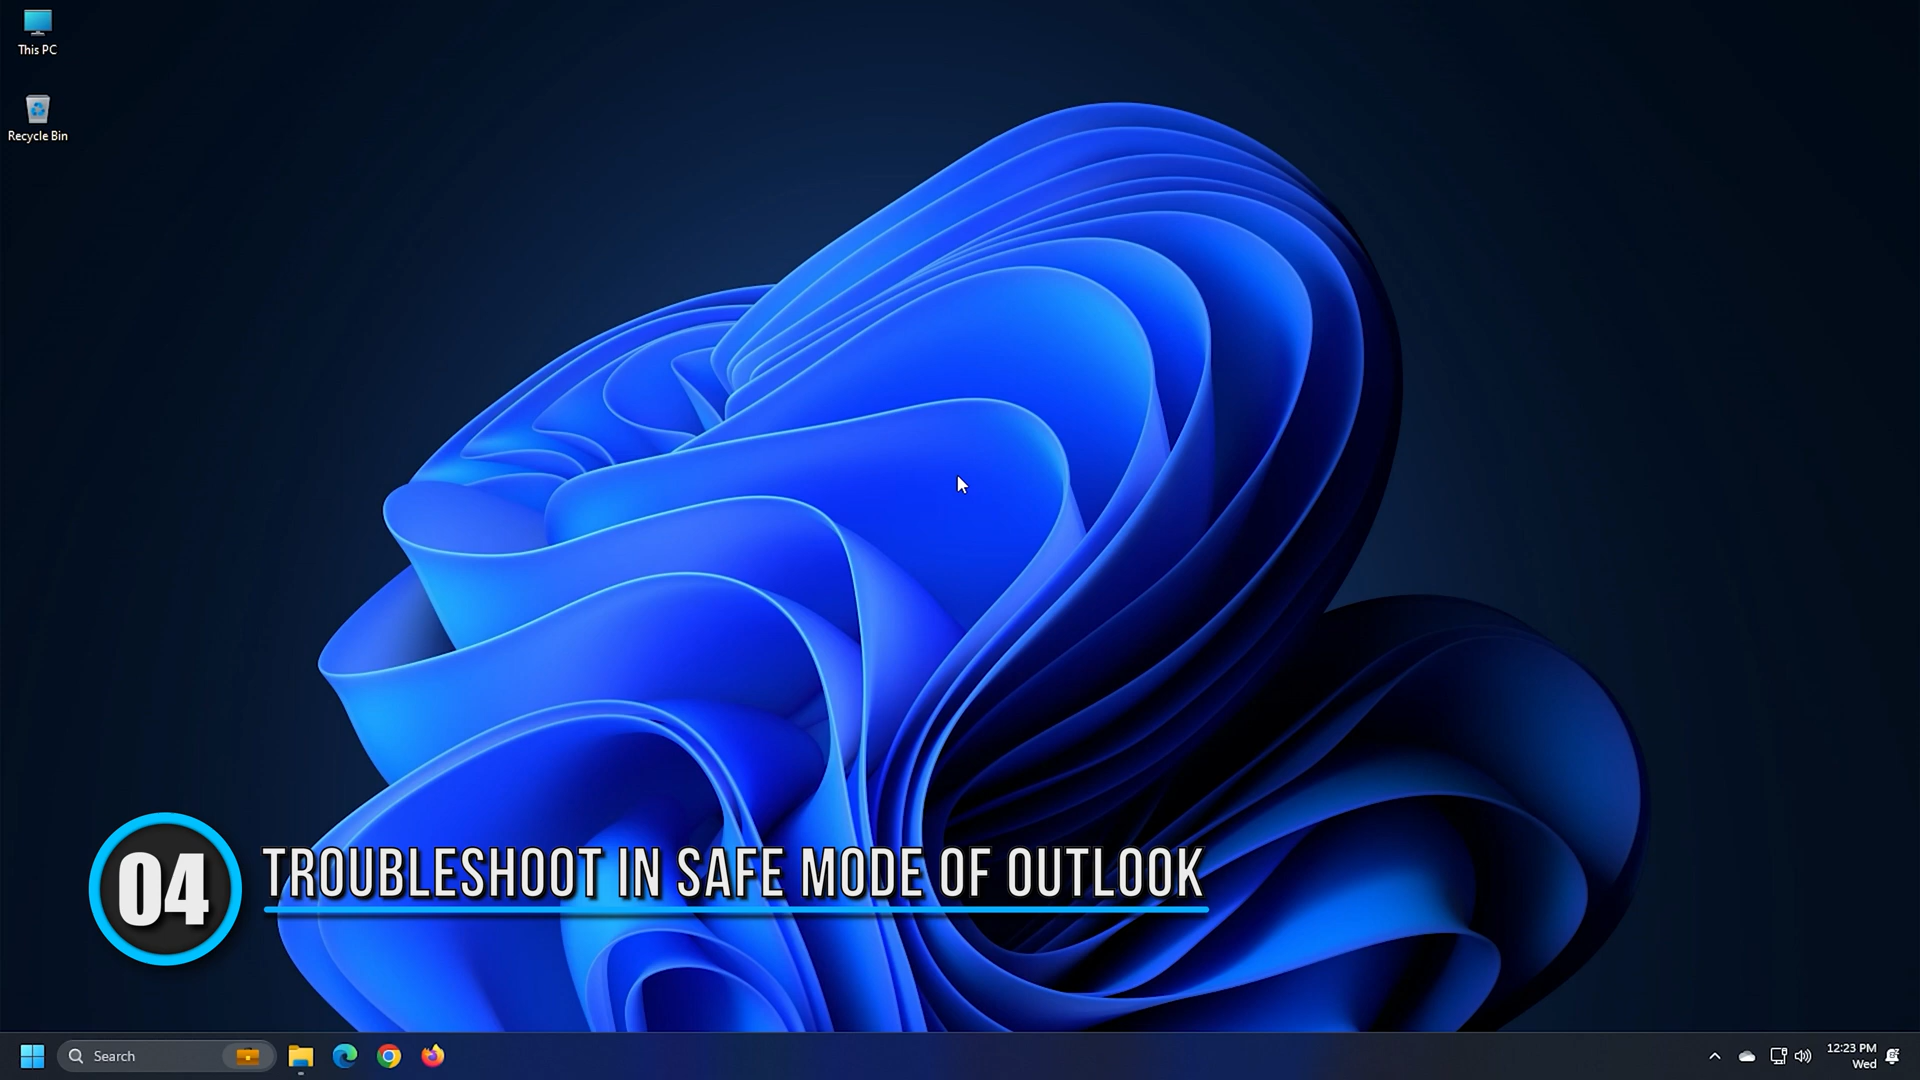 This PC
Recycle Bin
04
TROUBLESHOOT IN SAFE MODE OF OUTLOOK
Search
12:23 PM
Wed